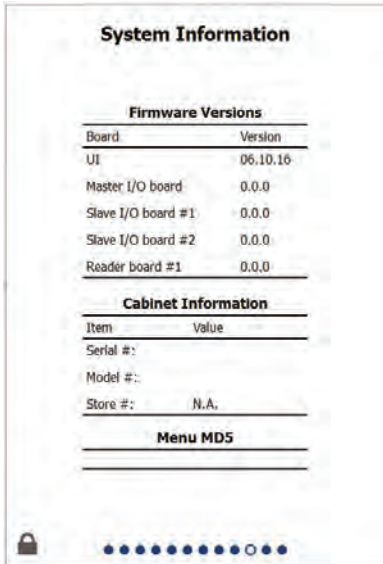 System Information
Firmware Versions
Board Version
UI 06.10.16
Master I/O board 0.0.0
Slave I/O board #1 0.0.0
Slave I/O board #2 0.0.0
Reader board #1 0.0.0
Cabinet Information
Item Value
Serial #:
Model #:
Store #: N.A.
Menu MD5